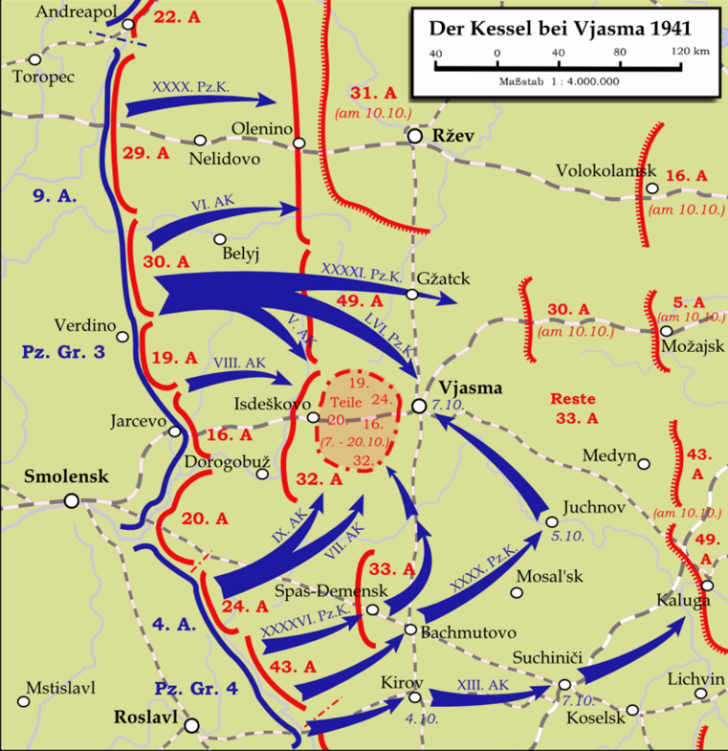 Andreapol
22. A
Der Kessel bei Vjasma 1941
40 0 40 80 120 km
Maßstab 1 : 4.000.000
Toropec
XXXX. Pz.K.
31. A
(am 10.10.)
Olenino
Ržev
29. A
Nelidovo
Volokolamsk
16. A
(am 10.10.)
9. A.
VI. AK
Belyj
30. A
XXXXI. Pz.K.
Gžatck
49. A
30. A
(am 10.10.)
5. A
(am 10.10.)
LVI. Pz.K.
V. AK
Verdino
Pz. Gr. 3
19. A
Možajsk
VIII. AK
19.
Teile
24.
20.
16.
(7. - 20.10.)
32.
Vjasma
7.10.
Isdeškovo
Reste
33. A
Jarcevo
16. A
Dorogobuž
32. A
Medyn
43.
A
(am 10.10.)
Smolensk
20. A
IX. AK
VII. AK
Juchnov
5.10.
49.
A
33. A
XXXX. Pz.K.
Mosal'sk
Spas-Demensk
24. A
Kaluga
4. A.
XXXXVI. Pz.K.
Bachmutovo
43. A
Suchiniči
7.10.
Pz. Gr. 4
Mstislavl
Kirov
4.10.
XIII. AK
Lichvin
Roslavl
Koselsk